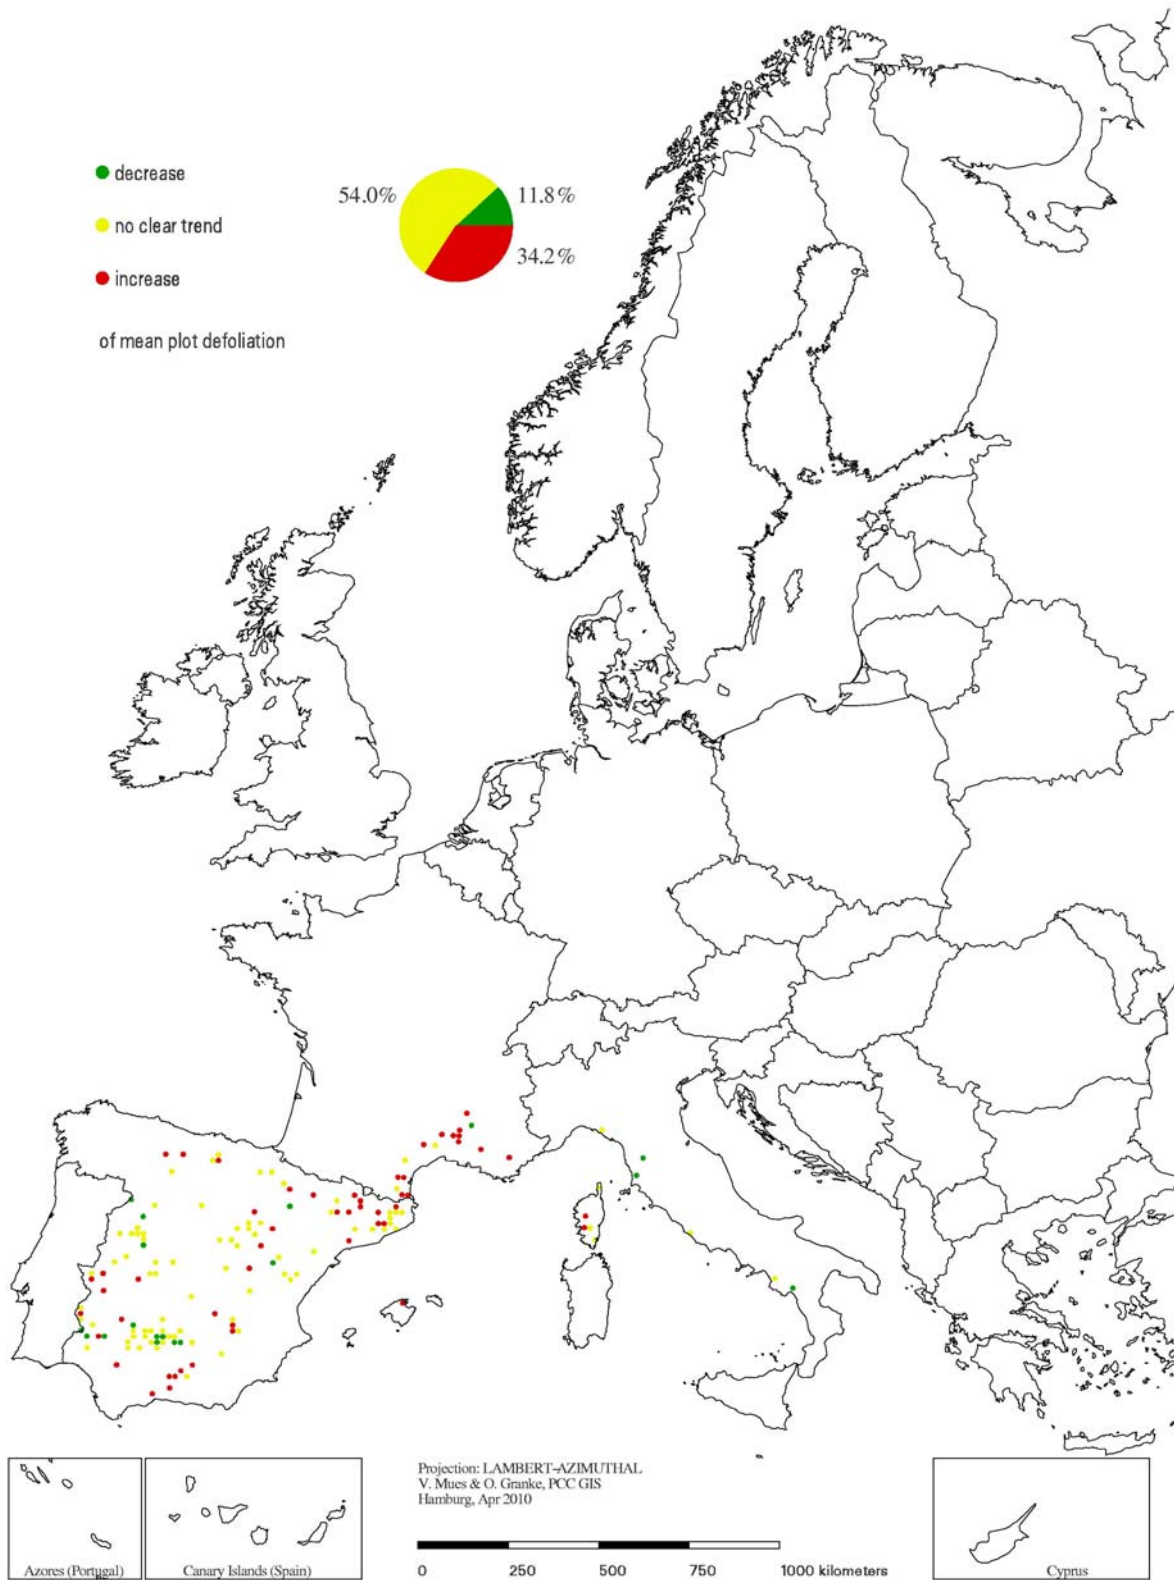 decrease
no clear trend
increase
of mean plot defoliation
54.0%
11.8%
34.2%
Projection: LAMBERT-AZIMUTHAL
V. Mues & O. Granke, PCC GIS
Hamburg, Apr 2010
0 250 500 750 1000 kilometers
Azores (Portugal)
Canary Islands (Spain)
Cyprus